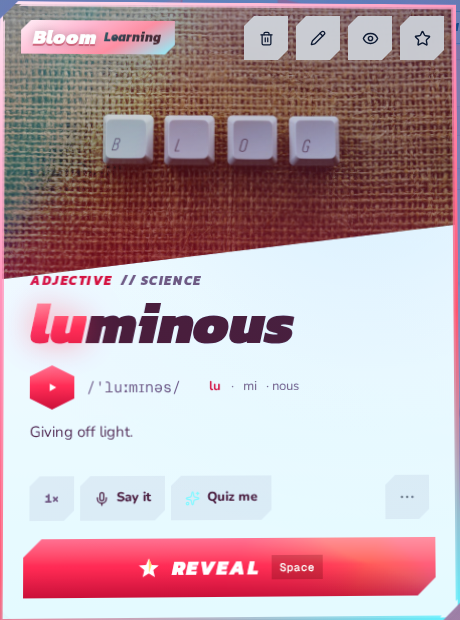 Bloom Learning
B L O G
ADJECTIVE // SCIENCE
luminous
/ˈluːmɪnəs/ lu · mi · nous
Giving off light.
1× Say it Quiz me ...
REVEAL Space